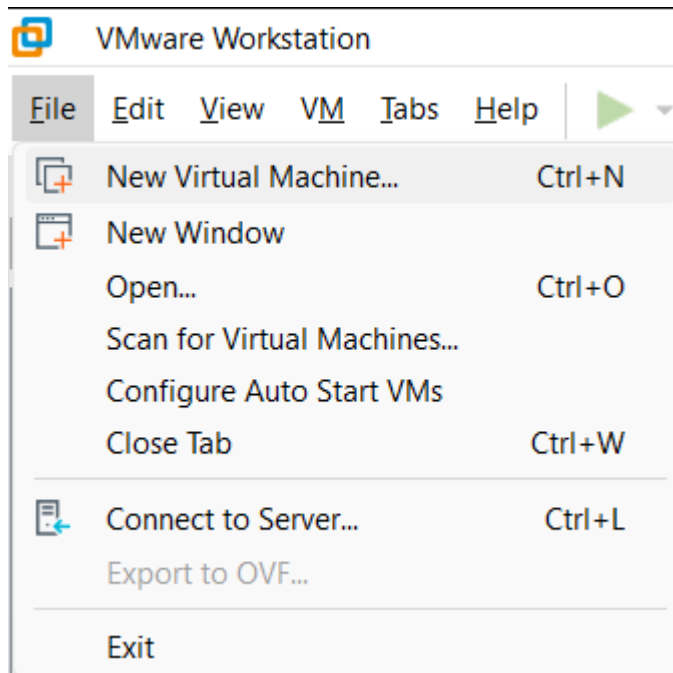 VMware Workstation
File Edit View VM Tabs Help
New Virtual Machine... Ctrl+N
New Window
Open... Ctrl+O
Scan for Virtual Machines...
Configure Auto Start VMs
Close Tab Ctrl+W
Connect to Server... Ctrl+L
Export to OVF...
Exit